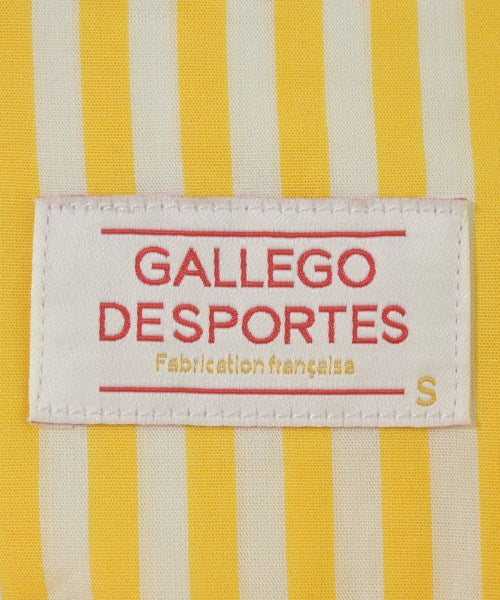 GALLEGO
DESPORTES
Fabrication française
S